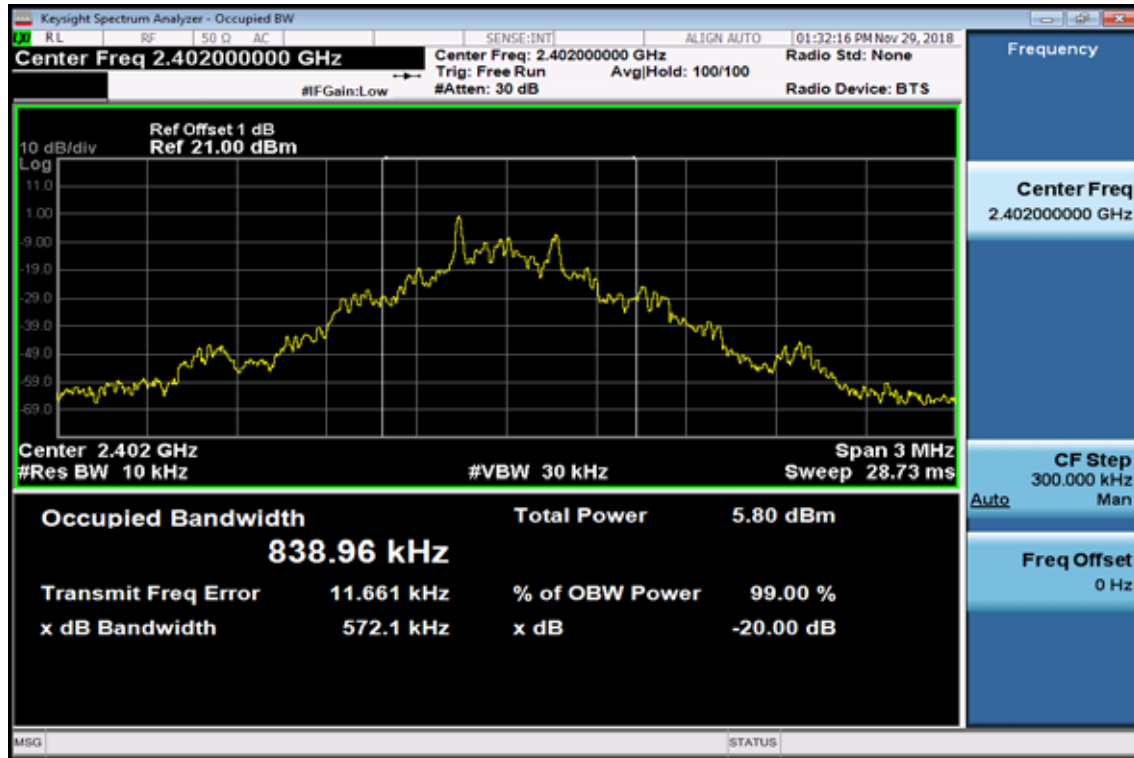 Keysight Spectrum Analyzer - Occupied BW
LXI RL RF 50 Ω AC SENSE:INT ALIGN AUTO 01:32:16 PM Nov 29, 2018
Center Freq 2.402000000 GHz
Center Freq: 2.402000000 GHz Radio Std: None
Trig: Free Run Avg|Hold: 100/100
#IFGain:Low #Atten: 30 dB Radio Device: BTS
Frequency
Ref Offset 1 dB
10 dB/div Ref 21.00 dBm
Log
11.0
1.00
-9.00
-19.0
-29.0
-39.0
-49.0
-59.0
-69.0
Center 2.402 GHz Span 3 MHz
#Res BW 10 kHz #VBW 30 kHz Sweep 28.73 ms
Occupied Bandwidth Total Power 5.80 dBm
838.96 kHz
Transmit Freq Error 11.661 kHz % of OBW Power 99.00 %
x dB Bandwidth 572.1 kHz x dB -20.00 dB
Center Freq
2.402000000 GHz
CF Step
300.000 kHz
Auto Man
Freq Offset
0 Hz
MSG STATUS